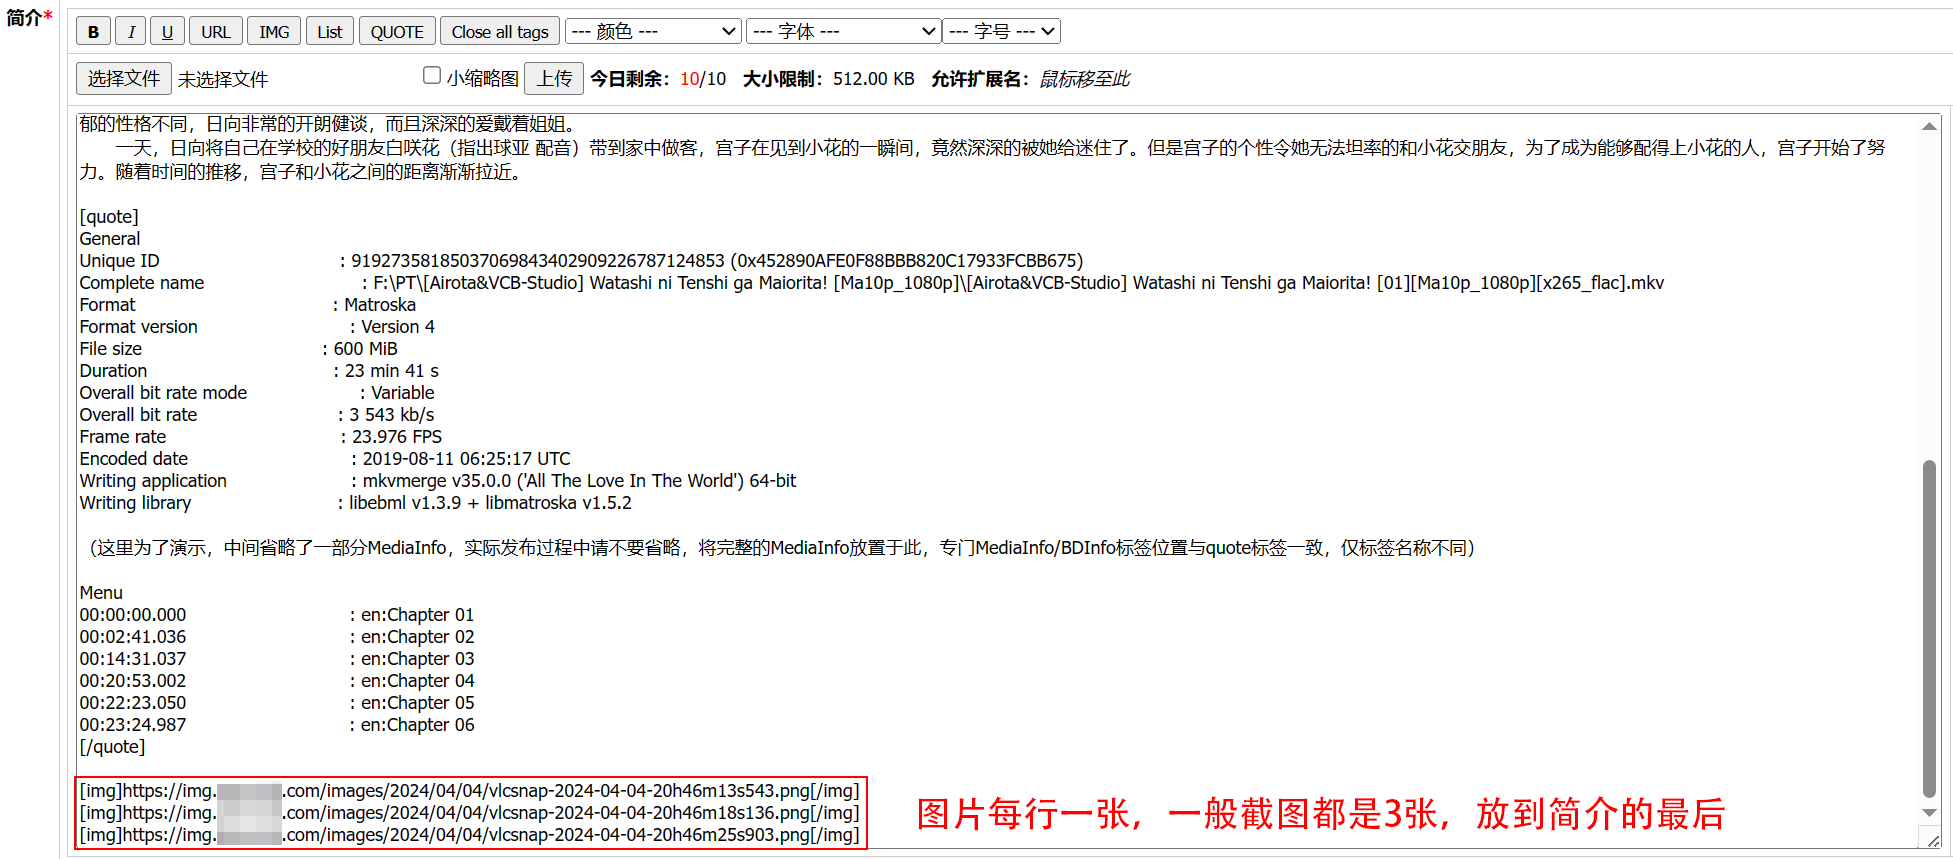 简介*
B I U URL IMG List QUOTE Close all tags --- 颜色 --- --- 字体 --- --- 字号 ---
选择文件 未选择文件 小缩略图 上传 今日剩余：10/10 大小限制：512.00 KB 允许扩展名：鼠标移至此
郁的性格不同，日向非常的开朗健谈，而且深深的爱戴着姐姐。
一天，日向将自己在学校的好朋友白咲花（指出球亚 配音）带到家中做客，宫子在见到小花的一瞬间，竟然深深的被她给迷住了。但是宫子的个性令她无法坦率的和小花交朋友，为了成为能够配得上小花的人，宫子开始了努
力。随着时间的推移，宫子和小花之间的距离渐渐拉近。
[quote]
General
Unique ID : 91927358185037069843402909226787124853 (0x452890AFE0F88BBB820C17933FCBB675)
Complete name : F:\PT\[Airota&VCB-Studio] Watashi ni Tenshi ga Maiorita! [Ma10p_1080p]\[Airota&VCB-Studio] Watashi ni Tenshi ga Maiorita! [01][Ma10p_1080p][x265_flac].mkv
Format : Matroska
Format version : Version 4
File size : 600 MiB
Duration : 23 min 41 s
Overall bit rate mode : Variable
Overall bit rate : 3 543 kb/s
Frame rate : 23.976 FPS
Encoded date : 2019-08-11 06:25:17 UTC
Writing application : mkvmerge v35.0.0 ('All The Love In The World') 64-bit
Writing library : libebml v1.3.9 + libmatroska v1.5.2
（这里为了演示，中间省略了一部分MediaInfo，实际发布过程中请不要省略，将完整的MediaInfo放置于此，专门MediaInfo/BDInfo标签位置与quote标签一致，仅标签名称不同）
Menu
00:00:00.000 : en:Chapter 01
00:02:41.036 : en:Chapter 02
00:14:31.037 : en:Chapter 03
00:20:53.002 : en:Chapter 04
00:22:23.050 : en:Chapter 05
00:23:24.987 : en:Chapter 06
[/quote]
[img]https://img. .com/images/2024/04/04/vlcsnap-2024-04-04-20h46m13s543.png[/img]
[img]https://img. .com/images/2024/04/04/vlcsnap-2024-04-04-20h46m18s136.png[/img]
[img]https://img. .com/images/2024/04/04/vlcsnap-2024-04-04-20h46m25s903.png[/img]
图片每行一张，一般截图都是3张，放到简介的最后